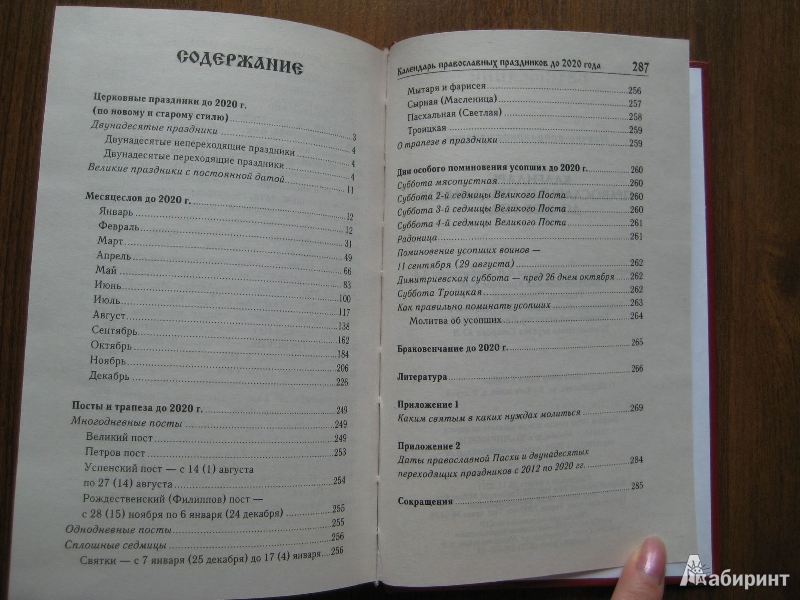 СОДЕРЖАНИЕ
Церковные праздники до 2020 г.
(по новому и старому стилю) 3
Двунадесятые праздники 4
Двунадесятые непереходящие праздники 4
Двунадесятые переходящие праздники 4
Великие праздники с постоянной датой 11
Месяцеслов до 2020 г. 12
Январь 12
Февраль 31
Март 49
Апрель 66
Май 83
Июнь 100
Июль 117
Август 138
Сентябрь 162
Октябрь 184
Ноябрь 206
Декабрь 226
Посты и трапеза до 2020 г. 249
Многодневные посты 249
Великий пост 249
Петров пост 253
Успенский пост — с 14 (1) августа
по 27 (14) августа 254
Рождественский (Филиппов) пост —
с 28 (15) ноября по 6 января (24 декабря) 255
Однодневные посты 255
Сплошные седмицы 256
Святки — с 7 января (25 декабря) до 17 (4) января 256
Календарь православных праздников до 2020 года 287
Мытаря и фарисея 256
Сырная (Масленица) 257
Пасхальная (Светлая) 258
Троицкая 259
О трапезе в праздники 259
Дни особого поминовения усопших до 2020 г. 260
Суббота мясопустная 260
Суббота 2-й седмицы Великого Поста 260
Суббота 3-й седмицы Великого Поста 260
Суббота 4-й седмицы Великого Поста 261
Радоница 261
Поминовение усопших воинов —
11 сентября (29 августа) 262
Димитриевская суббота — пред 26 днем октября 262
Суббота Троицкая 262
Как правильно поминать усопших 263
Молитва об усопших 264
Браковенчание до 2020 г. 265
Литература 266
Приложение 1
Каким святым в каких нуждах молиться 269
Приложение 2
Даты православной Пасхи и двунадесятых
переходящих праздников с 2012 по 2020 гг. 284
Сокращения 285
Лабиринт